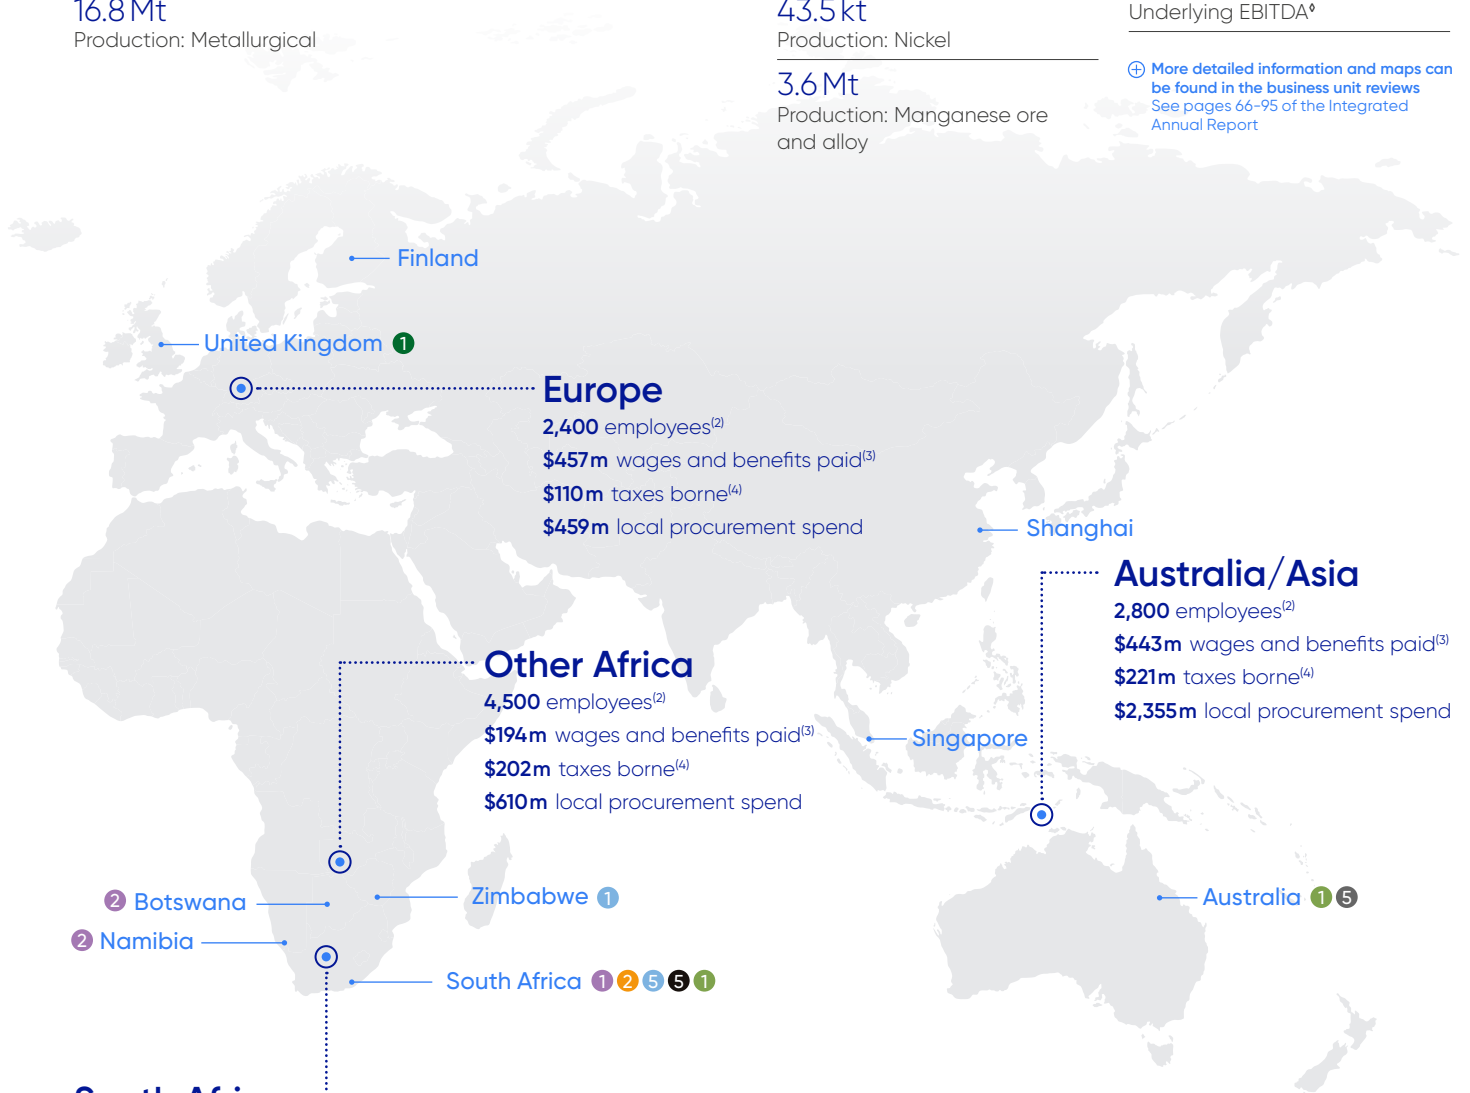 16.8 Mt
Production: Metallurgical
43.5 kt
Production: Nickel
3.6 Mt
Production: Manganese ore
and alloy
Underlying EBITDA◊
More detailed information and maps can
be found in the business unit reviews
See pages 66-95 of the Integrated
Annual Report
Finland
United Kingdom 1
Europe
2,400 employees(2)
$457m wages and benefits paid(3)
$110m taxes borne(4)
$459m local procurement spend
Shanghai
Australia/Asia
2,800 employees(2)
$443m wages and benefits paid(3)
$221m taxes borne(4)
$2,355m local procurement spend
Other Africa
4,500 employees(2)
$194m wages and benefits paid(3)
$202m taxes borne(4)
$610m local procurement spend
Singapore
2 Botswana
Zimbabwe 1
Australia 1 5
2 Namibia
South Africa 1 2 5 5 1